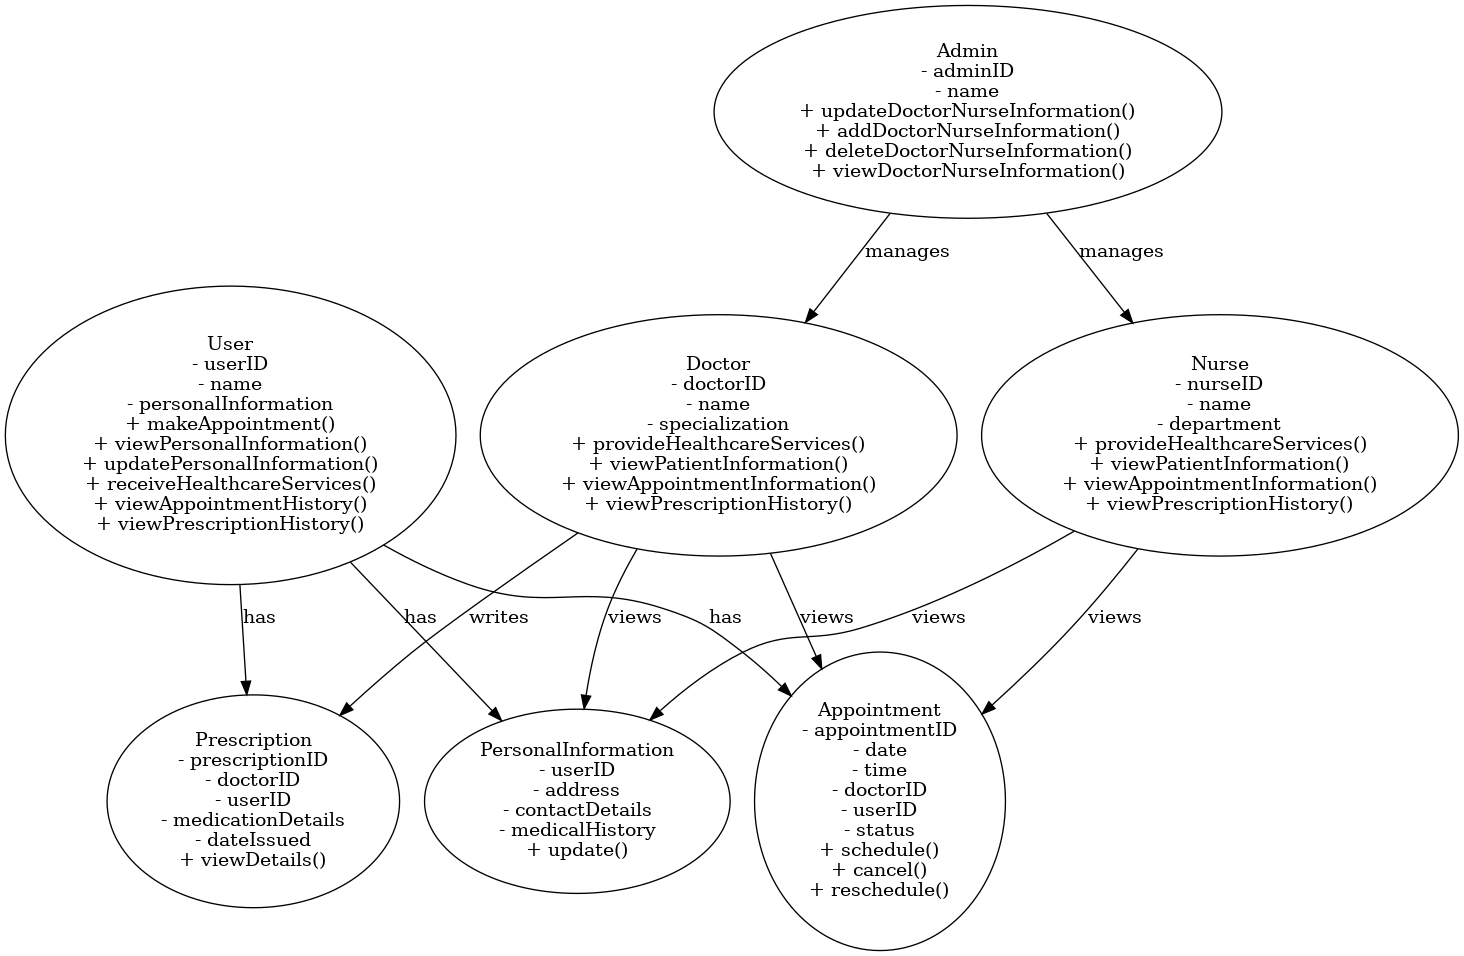 Admin
- adminID
- name
+ updateDoctorNurseInformation()
+ addDoctorNurseInformation()
+ deleteDoctorNurseInformation()
+ viewDoctorNurseInformation()
manages
manages
User
- userID
- name
- personalInformation
+ makeAppointment()
+ viewPersonalInformation()
+ updatePersonalInformation()
+ receiveHealthcareServices()
+ viewAppointmentHistory()
+ viewPrescriptionHistory()
Doctor
- doctorID
- name
- specialization
+ provideHealthcareServices()
+ viewPatientInformation()
+ viewAppointmentInformation()
+ viewPrescriptionHistory()
Nurse
- nurseID
- name
- department
+ provideHealthcareServices()
+ viewPatientInformation()
+ viewAppointmentInformation()
+ viewPrescriptionHistory()
has
has
writes
views
has
views
views
views
Prescription
- prescriptionID
- doctorID
- userID
- medicationDetails
- dateIssued
+ viewDetails()
PersonalInformation
- userID
- address
- contactDetails
- medicalHistory
+ update()
Appointment
- appointmentID
- date
- time
- doctorID
- userID
- status
+ schedule()
+ cancel()
+ reschedule()